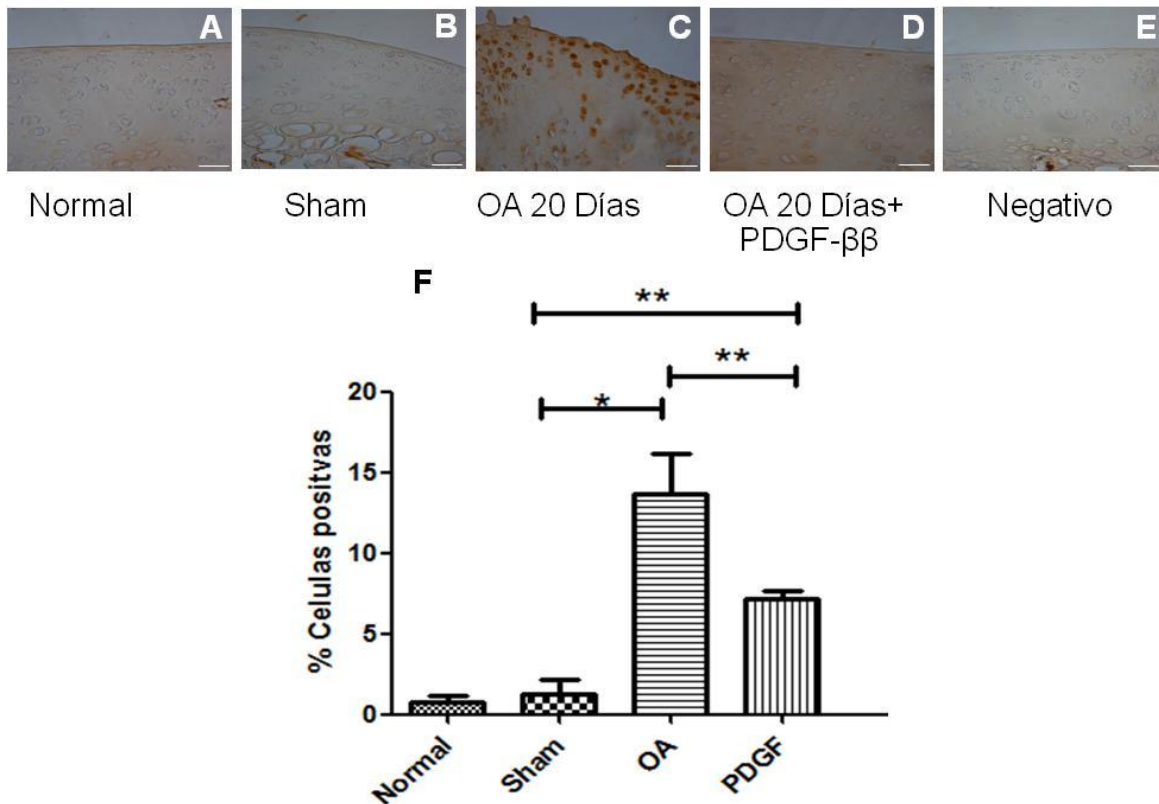 A
B
C
D
E
Normal
Sham
OA 20 Días
OA 20 Días+
PDGF-ββ
Negativo
F
**
**
*
% Celulas positvas
20
15
10
5
0
Normal
Sham
OA
PDGF